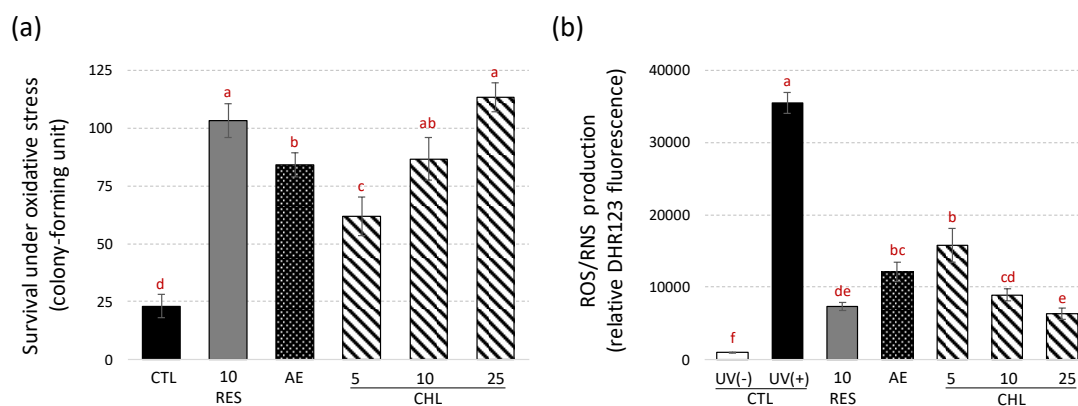 (a)
Survival under oxidative stress
(colony-forming unit)
125
100
75
50
25
0
d
a
b
c
ab
a
CTL
10
AE
5
10
25
RES
CHL
(b)
ROS/RNS production
(relative DHR123 fluorescence)
40000
30000
20000
10000
0
f
a
de
bc
b
cd
e
UV(-)
UV(+)
10
AE
5
10
25
CTL
RES
CHL